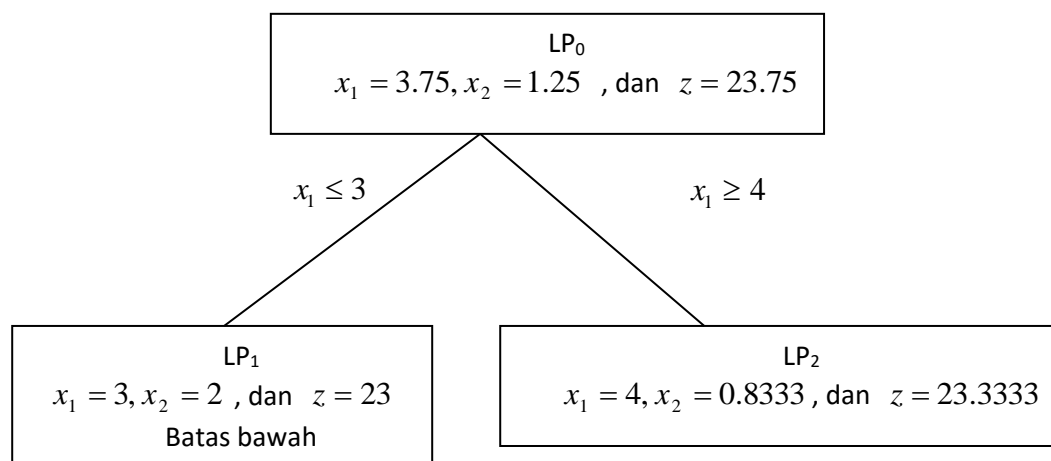 LP₀
x₁ = 3.75, x₂ = 1.25 , dan z = 23.75
x₁ ≤ 3
x₁ ≥ 4
LP₁
x₁ = 3, x₂ = 2 , dan z = 23
Batas bawah
LP₂
x₁ = 4, x₂ = 0.8333 , dan z = 23.3333